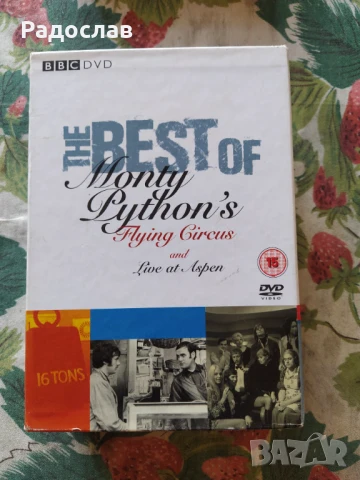 Радослав
BBC DVD
THE BEST OF
Monty
Python's
Flying Circus
and
Live at Aspen
15
DVD
VIDEO
16 TONS
BAZAR